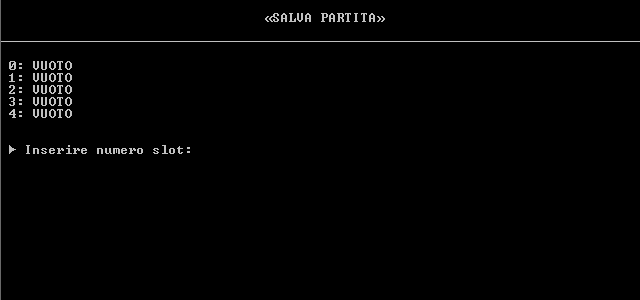 «SALVA PARTITA»
0: VUOTO
1: VUOTO
2: VUOTO
3: VUOTO
4: VUOTO
► Inserire numero slot: